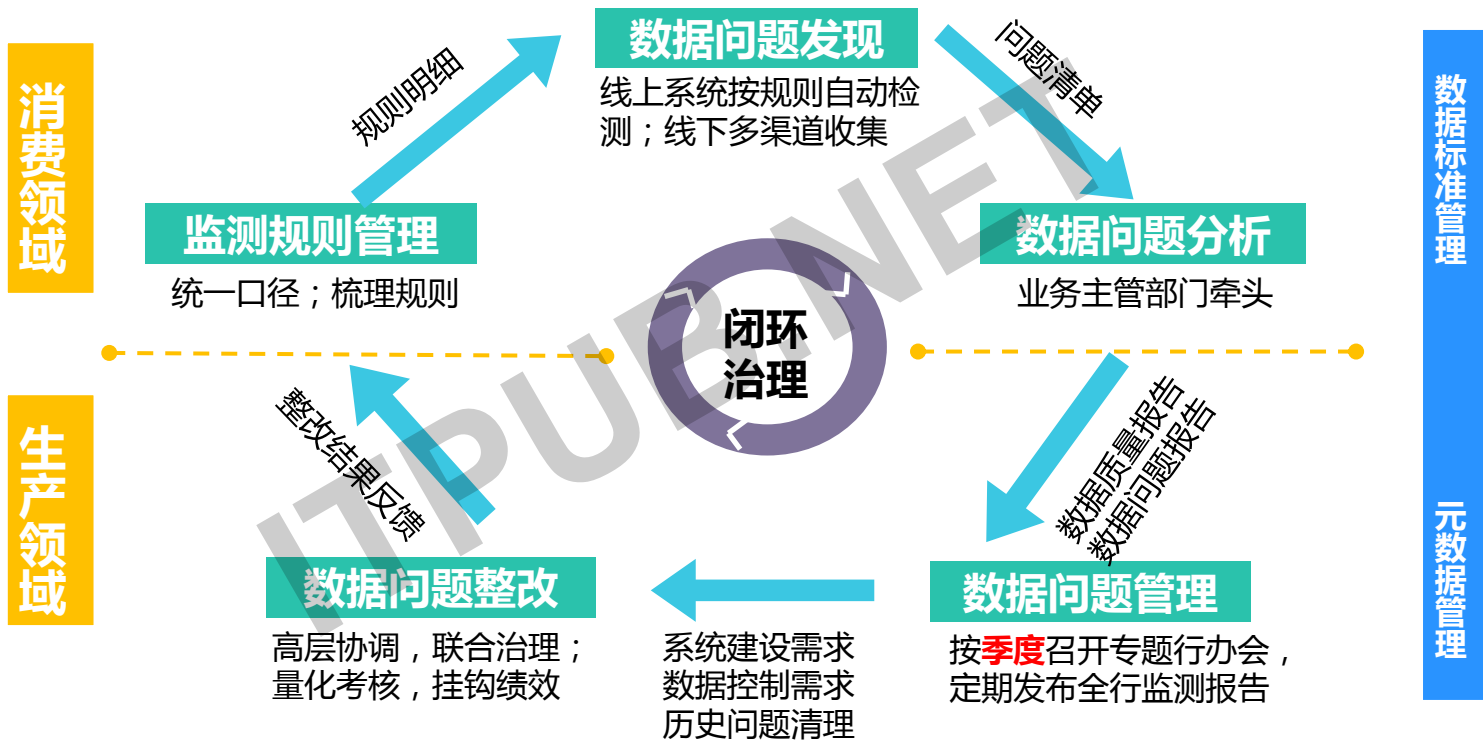 消费领域
生产领域
数据问题发现
线上系统按规则自动检
测；线下多渠道收集
规则明细
问题清单
监测规则管理
统一口径；梳理规则
数据问题分析
业务主管部门牵头
闭环
治理
整改结果反馈
数据质量报告
数据问题报告
数据问题整改
高层协调，联合治理；
量化考核，挂钩绩效
系统建设需求
数据控制需求
历史问题清理
数据问题管理
按季度召开专题行办会，
定期发布全行监测报告
数据标准管理
元数据管理
ITPUB.NET